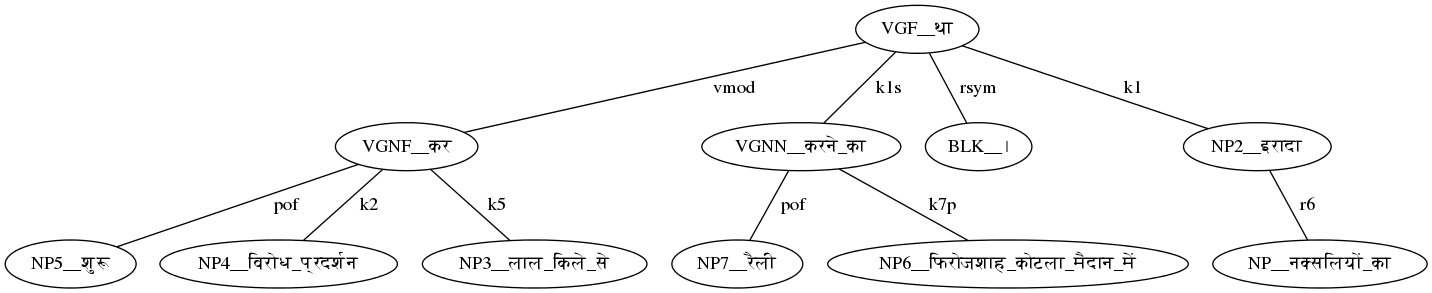 VGF__था
vmod k1s rsym k1
VGNF__कर VGNN__करने_का BLK__। NP2__इरादा
pof k2 k5 pof k7p r6
NP5__शुरू NP4__विरोध_प्रदर्शन NP3__लाल_किले_से NP7__रैली NP6__फिरोजशाह_कोटला_मैदान_में NP__नक्सलियों_का